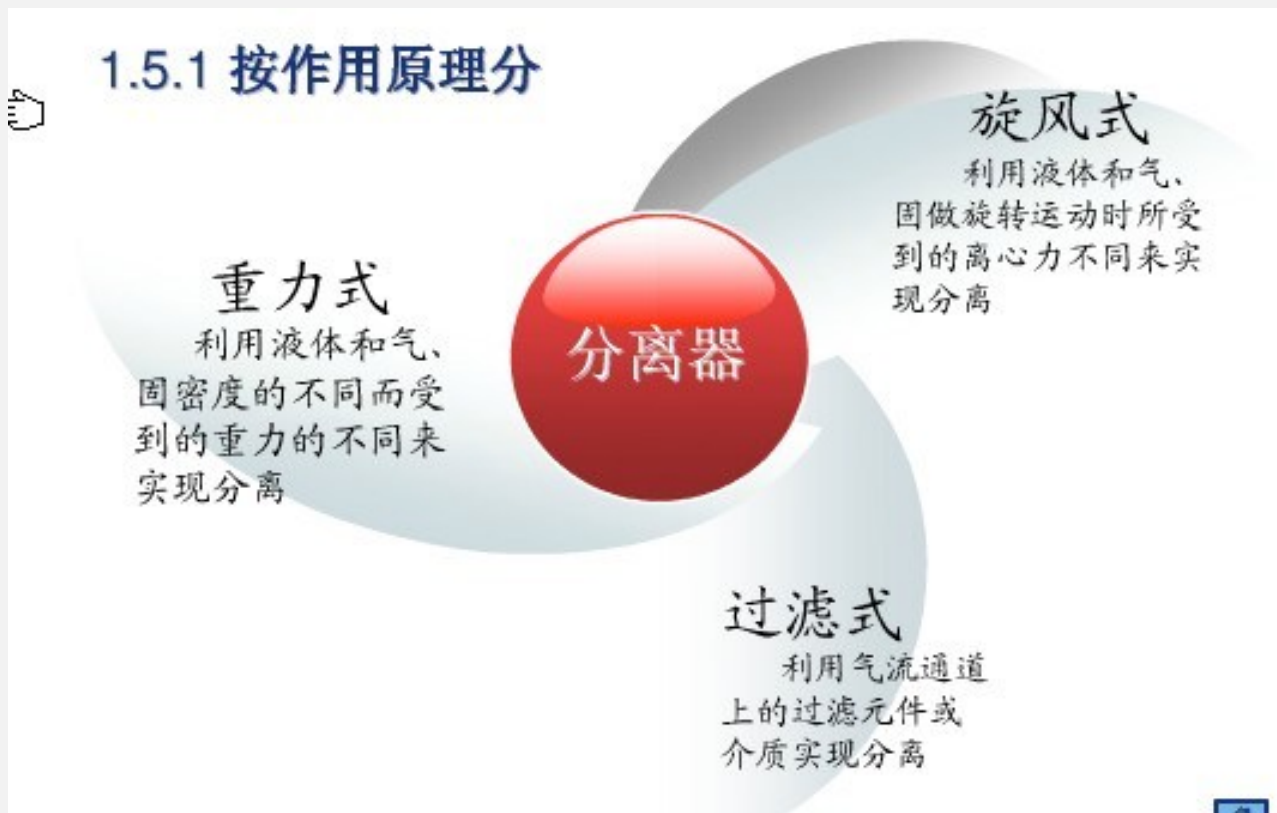 1.5.1 按作用原理分
旋风式
利用液体和气、
固做旋转运动时所受
到的离心力不同来实
现分离
重力式
利用液体和气、
固密度的不同而受
到的重力的不同来
实现分离
分离器
过滤式
利用气流通道
上的过滤元件或
介质实现分离